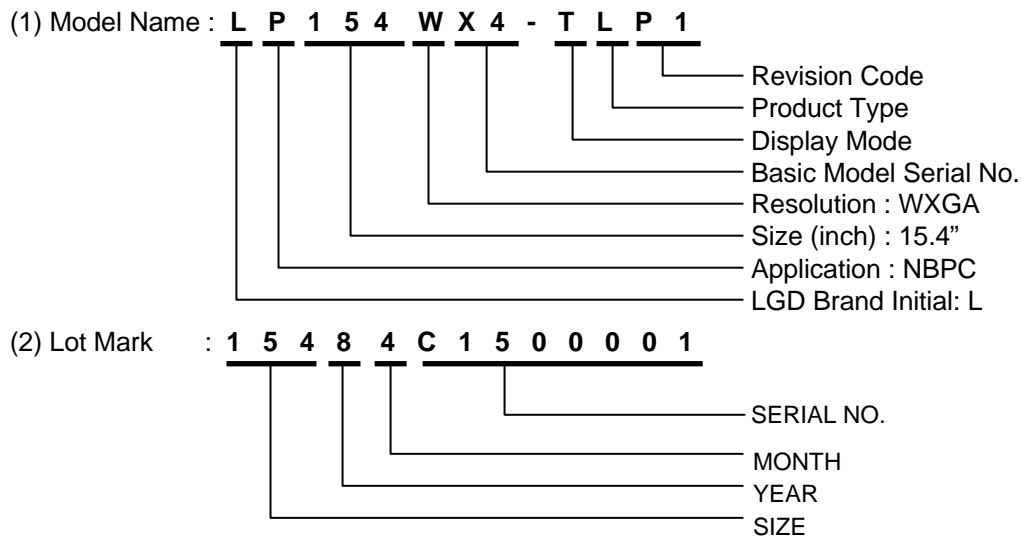 (1) Model Name : L P 1 5 4 W X 4 - T L P 1
Revision Code
Product Type
Display Mode
Basic Model Serial No.
Resolution : WXGA
Size (inch) : 15.4”
Application : NBPC
LGD Brand Initial: L
(2) Lot Mark : 1 5 4 8 4 C 1 5 0 0 0 0 1
SERIAL NO.
MONTH
YEAR
SIZE